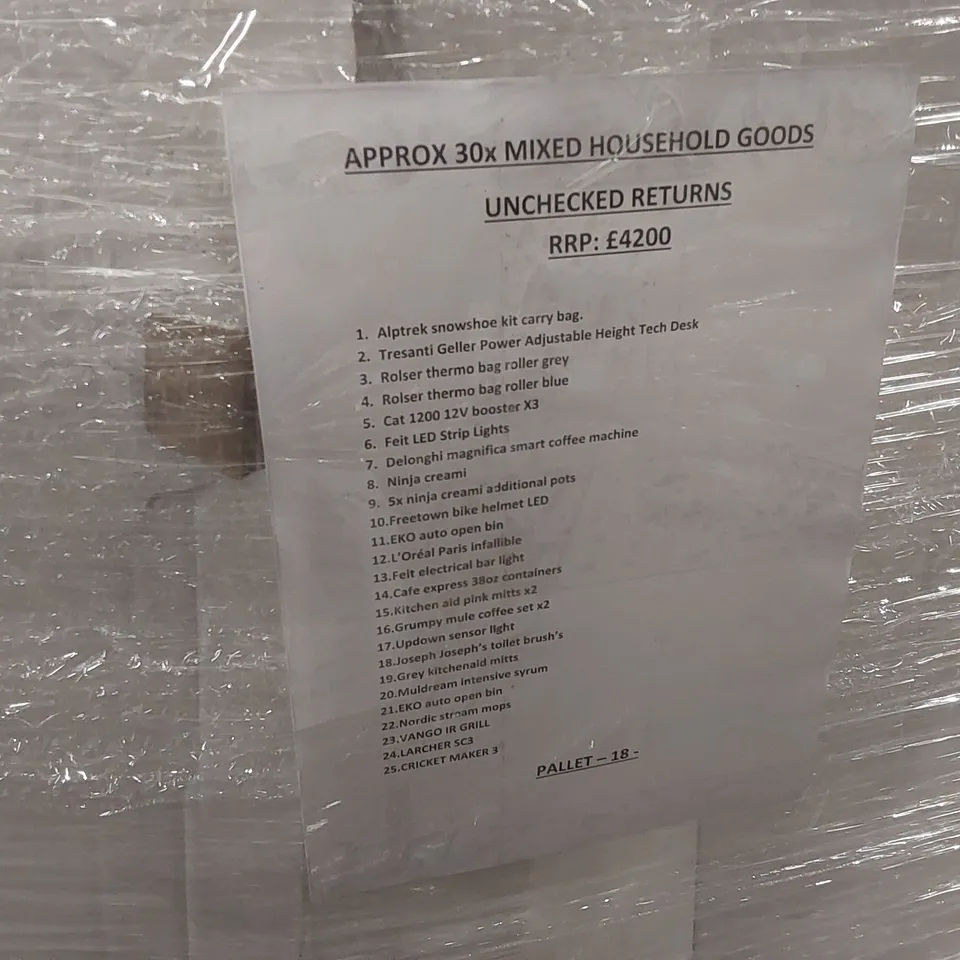 APPROX 30x MIXED HOUSEHOLD GOODS
UNCHECKED RETURNS
RRP: £4200
1. Alptrek snowshoe kit carry bag.
2. Tresanti Geller Power Adjustable Height Tech Desk
3. Rolser thermo bag roller grey
4. Rolser thermo bag roller blue
5. Cat 1200 12V booster X3
6. Feit LED Strip Lights
7. Delonghi magnifica smart coffee machine
8. Ninja creami
9. 5x ninja creami additional pots
10.Freetown bike helmet LED
11.EKO auto open bin
12.L'Oréal Paris infallible
13.Feit electrical bar light
14.Cafe express 38oz containers
15.Kitchen aid pink mitts x2
16.Grumpy mule coffee set x2
17.Updown sensor light
18.Joseph Joseph's toilet brush's
19.Grey kitchenaid mitts
20.Muldream intensive syrum
21.EKO auto open bin
22.Nordic stream mops
23.VANGO IR GRILL
24.LARCHER SC3
25.CRICKET MAKER 3
PALLET – 18 -